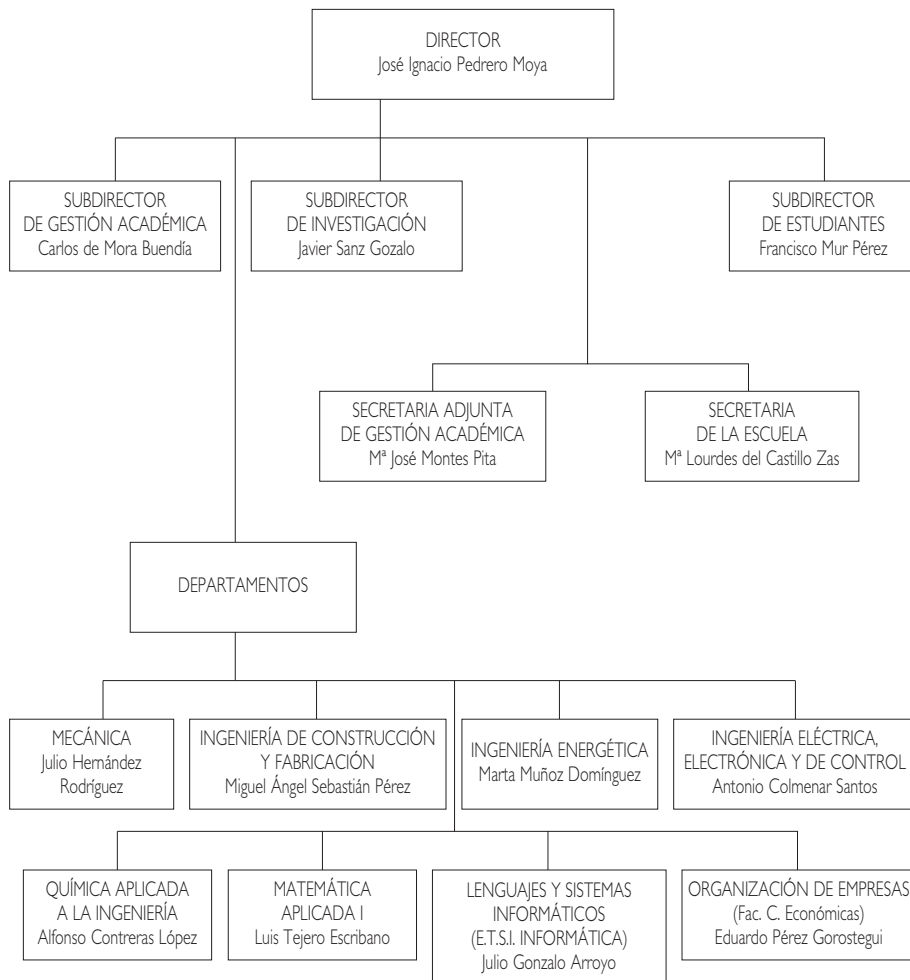 DIRECTOR
José Ignacio Pedrero Moya
SUBDIRECTOR
DE GESTIÓN ACADÉMICA
Carlos de Mora Buendía
SUBDIRECTOR
DE INVESTIGACIÓN
Javier Sanz Gozalo
SUBDIRECTOR
DE ESTUDIANTES
Francisco Mur Pérez
SECRETARIA ADJUNTA
DE GESTIÓN ACADÉMICA
Mª José Montes Pita
SECRETARIA
DE LA ESCUELA
Mª Lourdes del Castillo Zas
DEPARTAMENTOS
MECÁNICA
Julio Hernández
Rodríguez
INGENIERÍA DE CONSTRUCCIÓN
Y FABRICACIÓN
Miguel Ángel Sebastián Pérez
INGENIERÍA ENERGÉTICA
Marta Muñoz Domínguez
INGENIERÍA ELÉCTRICA,
ELECTRÓNICA Y DE CONTROL
Antonio Colmenar Santos
QUÍMICA APLICADA
A LA INGENIERÍA
Alfonso Contreras López
MATEMÁTICA
APLICADA I
Luis Tejero Escribano
LENGUAJES Y SISTEMAS
INFORMÁTICOS
(E.T.S.I. INFORMÁTICA)
Julio Gonzalo Arroyo
ORGANIZACIÓN DE EMPRESAS
(Fac. C. Económicas)
Eduardo Pérez Gorostegui